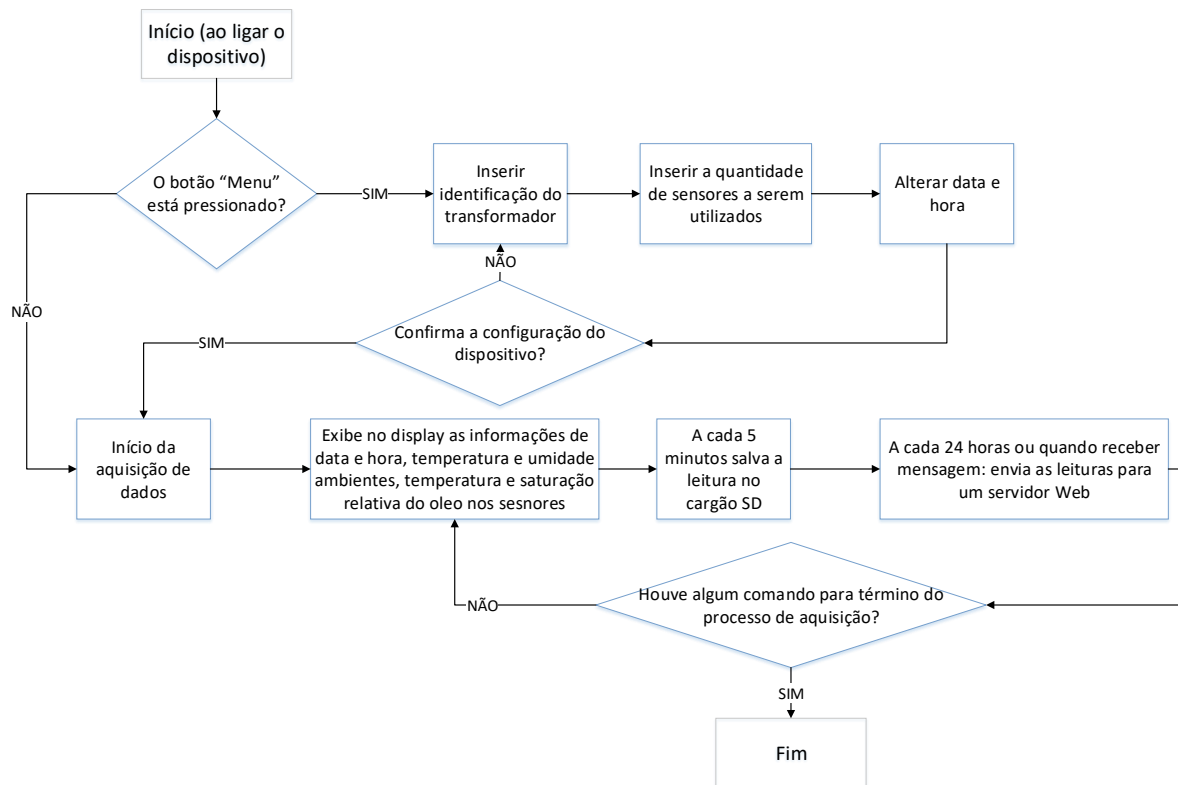 Início (ao ligar o
dispositivo)
O botão “Menu”
está pressionado?
SIM
Inserir
identificação do
transformador
Inserir a quantidade
de sensores a serem
utilizados
Alterar data e
hora
NÃO
NÃO
Confirma a configuração do
dispositivo?
SIM
Início da
aquisição de
dados
Exibe no display as informações de
data e hora, temperatura e umidade
ambientes, temperatura e saturação
relativa do oleo nos sesnores
A cada 5
minutos salva a
leitura no
cargão SD
A cada 24 horas ou quando receber
mensagem: envia as leituras para
um servidor Web
Houve algum comando para término do
processo de aquisição?
NÃO
SIM
Fim